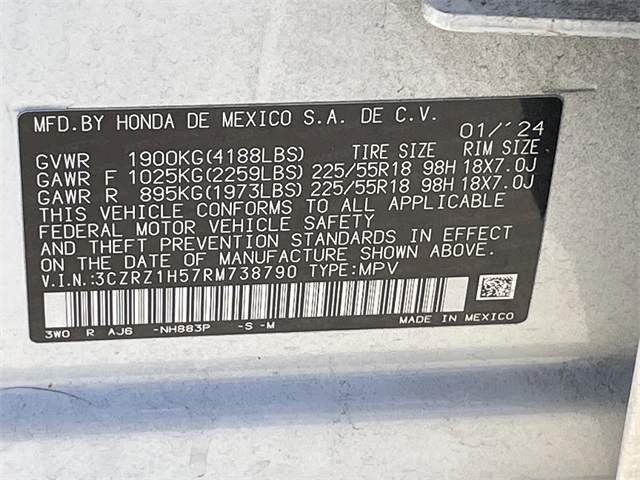 MFD.BY HONDA DE MEXICO S.A. DE C.V.
01/'24
GVWR 1900KG(4188LBS) TIRE SIZE RIM SIZE
GAWR F 1025KG(2259LBS) 225/55R18 98H 18X7.0J
GAWR R 895KG(1973LBS) 225/55R18 98H 18X7.0J
THIS VEHICLE CONFORMS TO ALL APPLICABLE
FEDERAL MOTOR VEHICLE SAFETY
AND THEFT PREVENTION STANDARDS IN EFFECT
ON THE DATE OF MANUFACTURE SHOWN ABOVE.
V.I.N.:3CZRZ1H57RM738790 TYPE:MPV
3W0 R AJ6 -NH883P -S -M MADE IN MEXICO